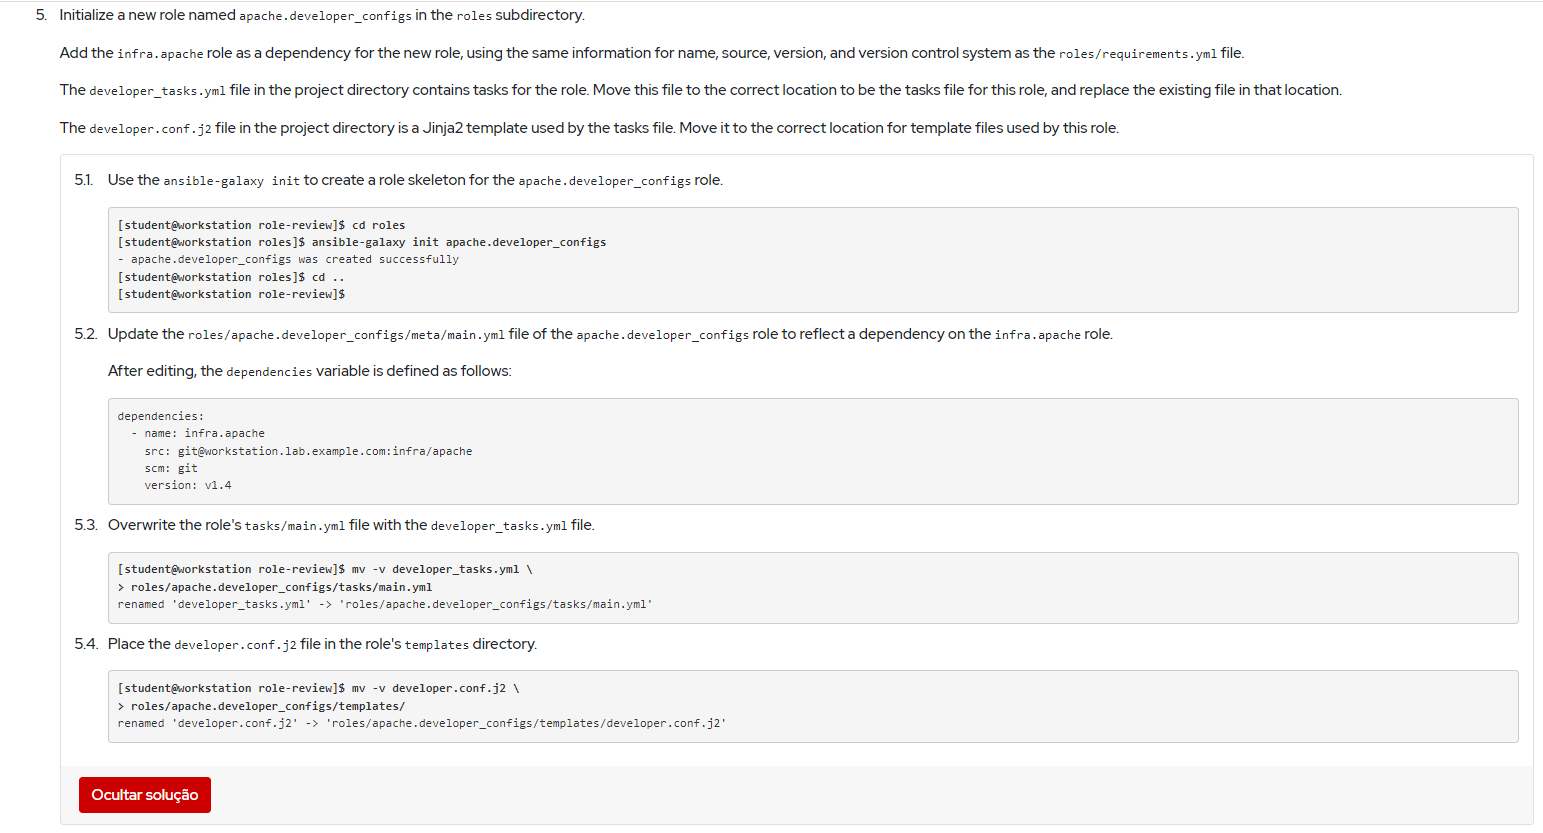 5. Initialize a new role named apache.developer_configs in the roles subdirectory.
Add the infra.apache role as a dependency for the new role, using the same information for name, source, version, and version control system as the roles/requirements.yml file.
The developer_tasks.yml file in the project directory contains tasks for the role. Move this file to the correct location to be the tasks file for this role, and replace the existing file in that location.
The developer.conf.j2 file in the project directory is a Jinja2 template used by the tasks file. Move it to the correct location for template files used by this role.
5.1. Use the ansible-galaxy init to create a role skeleton for the apache.developer_configs role.
[student@workstation role-review]$ cd roles
[student@workstation roles]$ ansible-galaxy init apache.developer_configs
- apache.developer_configs was created successfully
[student@workstation roles]$ cd ..
[student@workstation role-review]$
5.2. Update the roles/apache.developer_configs/meta/main.yml file of the apache.developer_configs role to reflect a dependency on the infra.apache role.
After editing, the dependencies variable is defined as follows:
dependencies:
  - name: infra.apache
    src: git@workstation.lab.example.com:infra/apache
    scm: git
    version: v1.4
5.3. Overwrite the role's tasks/main.yml file with the developer_tasks.yml file.
[student@workstation role-review]$ mv -v developer_tasks.yml \
> roles/apache.developer_configs/tasks/main.yml
renamed 'developer_tasks.yml' -> 'roles/apache.developer_configs/tasks/main.yml'
5.4. Place the developer.conf.j2 file in the role's templates directory.
[student@workstation role-review]$ mv -v developer.conf.j2 \
> roles/apache.developer_configs/templates/
renamed 'developer.conf.j2' -> 'roles/apache.developer_configs/templates/developer.conf.j2'
Ocultar solução